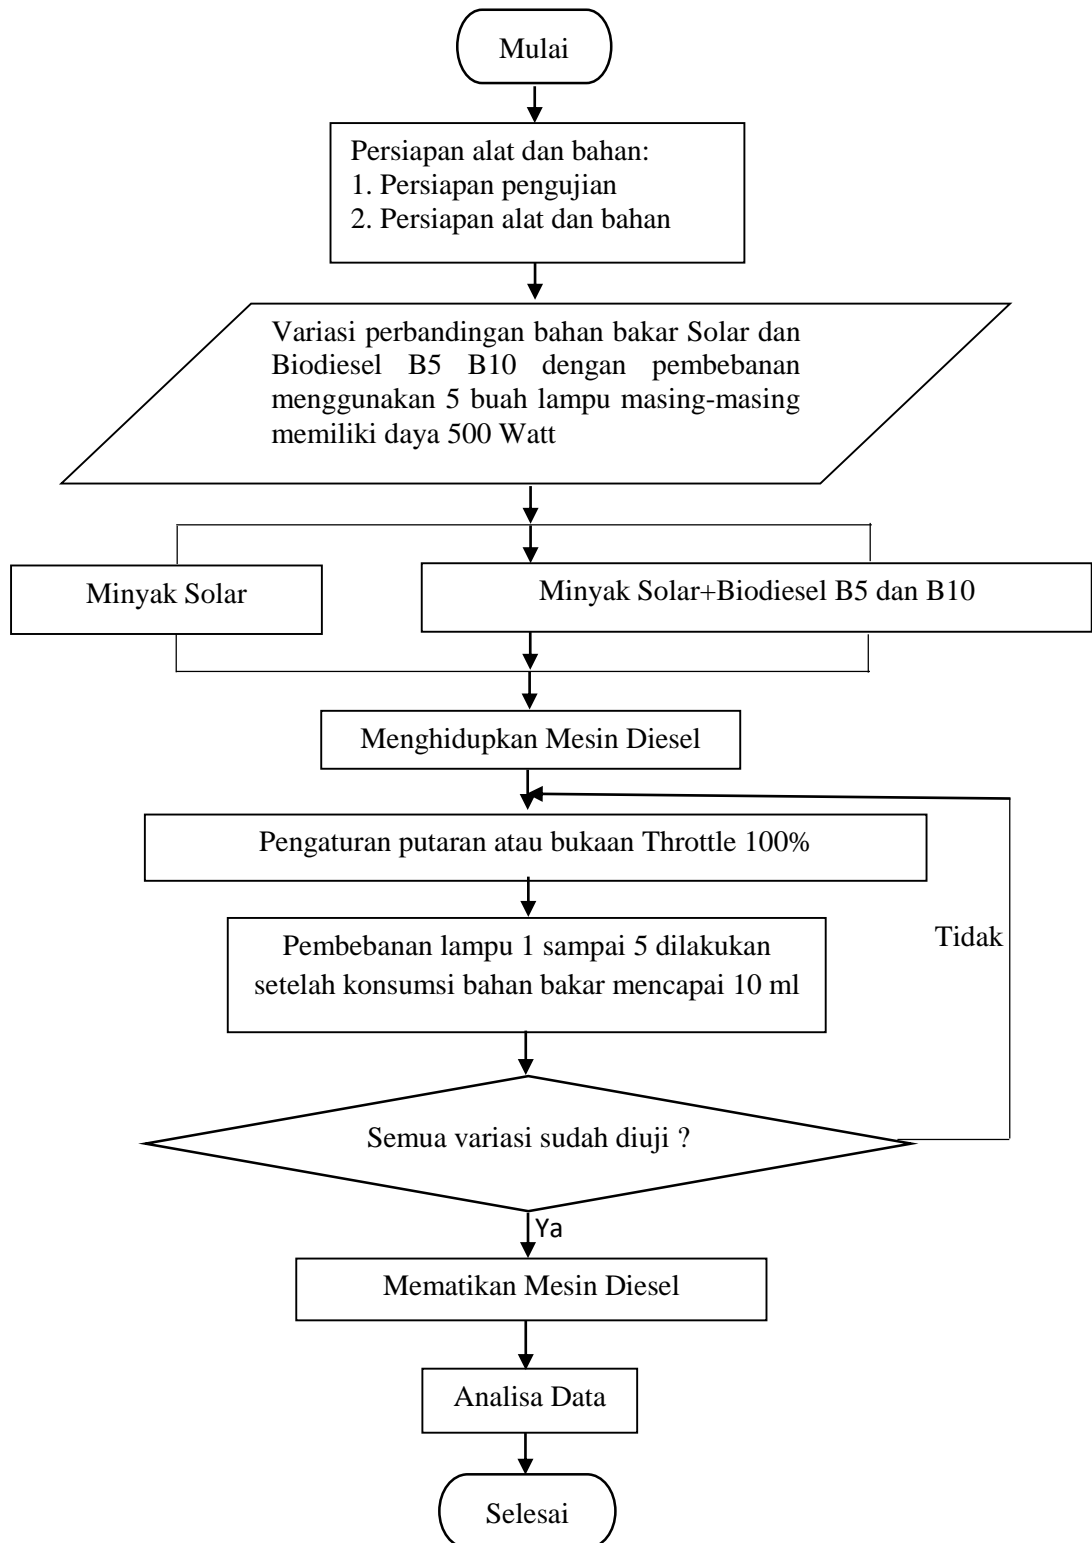 Mulai
Persiapan alat dan bahan:
1. Persiapan pengujian
2. Persiapan alat dan bahan
Variasi perbandingan bahan bakar Solar dan
Biodiesel B5 B10 dengan pembebanan
menggunakan 5 buah lampu masing-masing
memiliki daya 500 Watt
Minyak Solar
Minyak Solar+Biodiesel B5 dan B10
Menghidupkan Mesin Diesel
Pengaturan putaran atau bukaan Throttle 100%
Pembebanan lampu 1 sampai 5 dilakukan
setelah konsumsi bahan bakar mencapai 10 ml
Tidak
Semua variasi sudah diuji ?
Ya
Mematikan Mesin Diesel
Analisa Data
Selesai